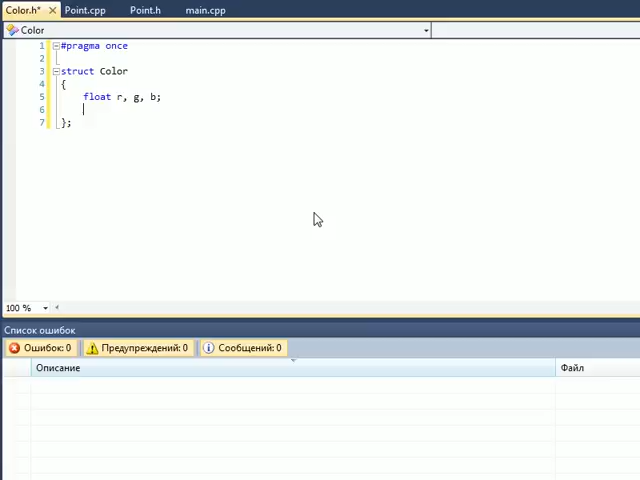 Color.h* Point.cpp Point.h main.cpp
Color
1 #pragma once
2
3 struct Color
4 {
5 float r, g, b;
6
7 };
100 %
Список ошибок
Ошибок: 0 Предупреждений: 0 Сообщений: 0
Описание Файл